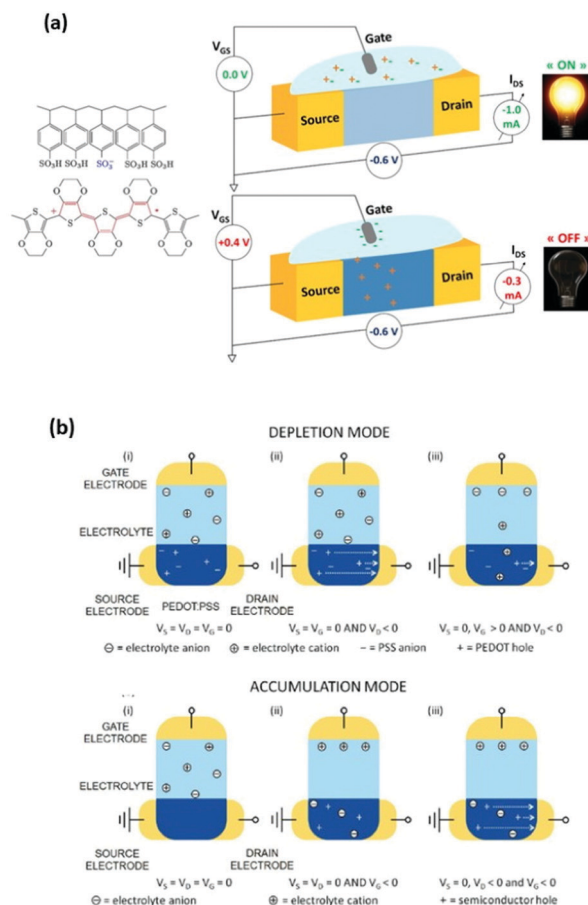 (a)
V_GS
Gate
« ON »
0.0 V
I_DS
Source
Drain
-1.0
mA
-0.6 V
SO₃H SO₃H SO₃⁻ SO₃H SO₃H
V_GS
Gate
« OFF »
+0.4 V
I_DS
Source
Drain
-0.3
mA
-0.6 V
O O O O
S S S
+ •
S S
O O O O O O
(b)
DEPLETION MODE
(i) (ii) (iii)
GATE
ELECTRODE
ELECTROLYTE
SOURCE
ELECTRODE
PEDOT:PSS
DRAIN
ELECTRODE
V_S = V_D = V_G = 0
V_S = V_G = 0 AND V_D < 0
V_S = 0, V_G > 0 AND V_D < 0
⊖ = electrolyte anion ⊕ = electrolyte cation − = PSS anion + = PEDOT hole
ACCUMULATION MODE
(i) (ii) (iii)
GATE
ELECTRODE
ELECTROLYTE
SOURCE
ELECTRODE
DRAIN
ELECTRODE
V_S = V_D = V_G = 0
V_S = V_D = 0 AND V_G < 0
V_S = 0, V_D < 0 and V_G < 0
⊖ = electrolyte anion ⊕ = electrolyte cation + = semiconductor hole